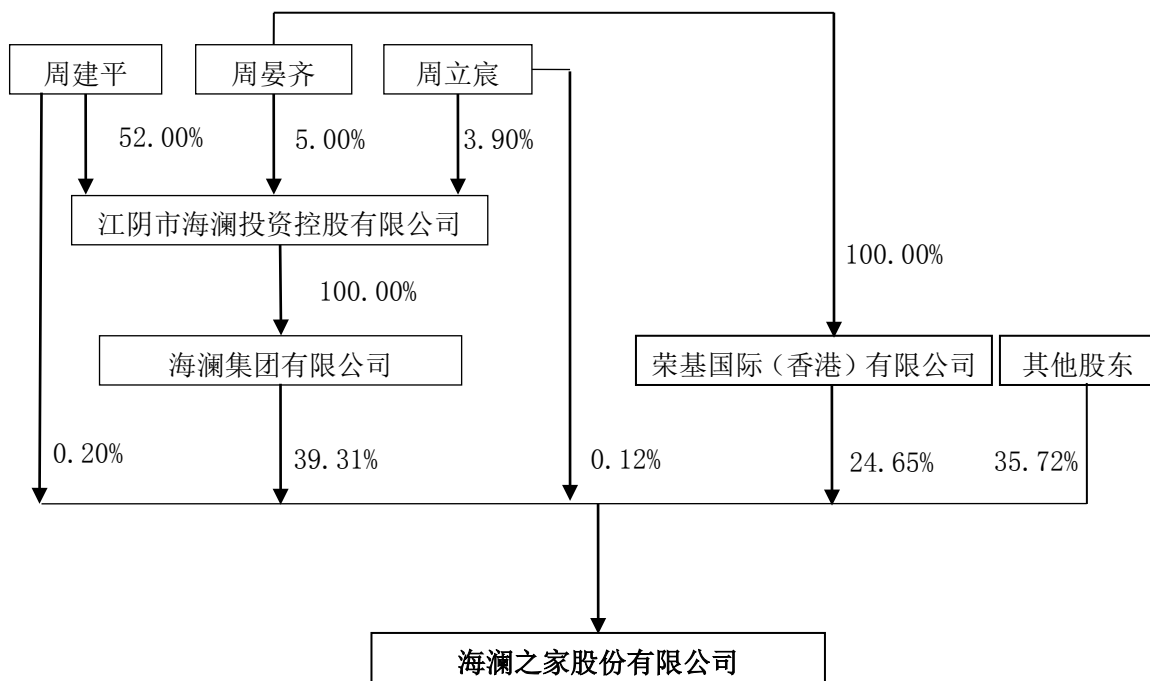 周建平
周晏齐
周立宸
52.00%
5.00%
3.90%
江阴市海澜投资控股有限公司
100.00%
100.00%
海澜集团有限公司
荣基国际（香港）有限公司
其他股东
0.20%
39.31%
0.12%
24.65%
35.72%
海澜之家股份有限公司